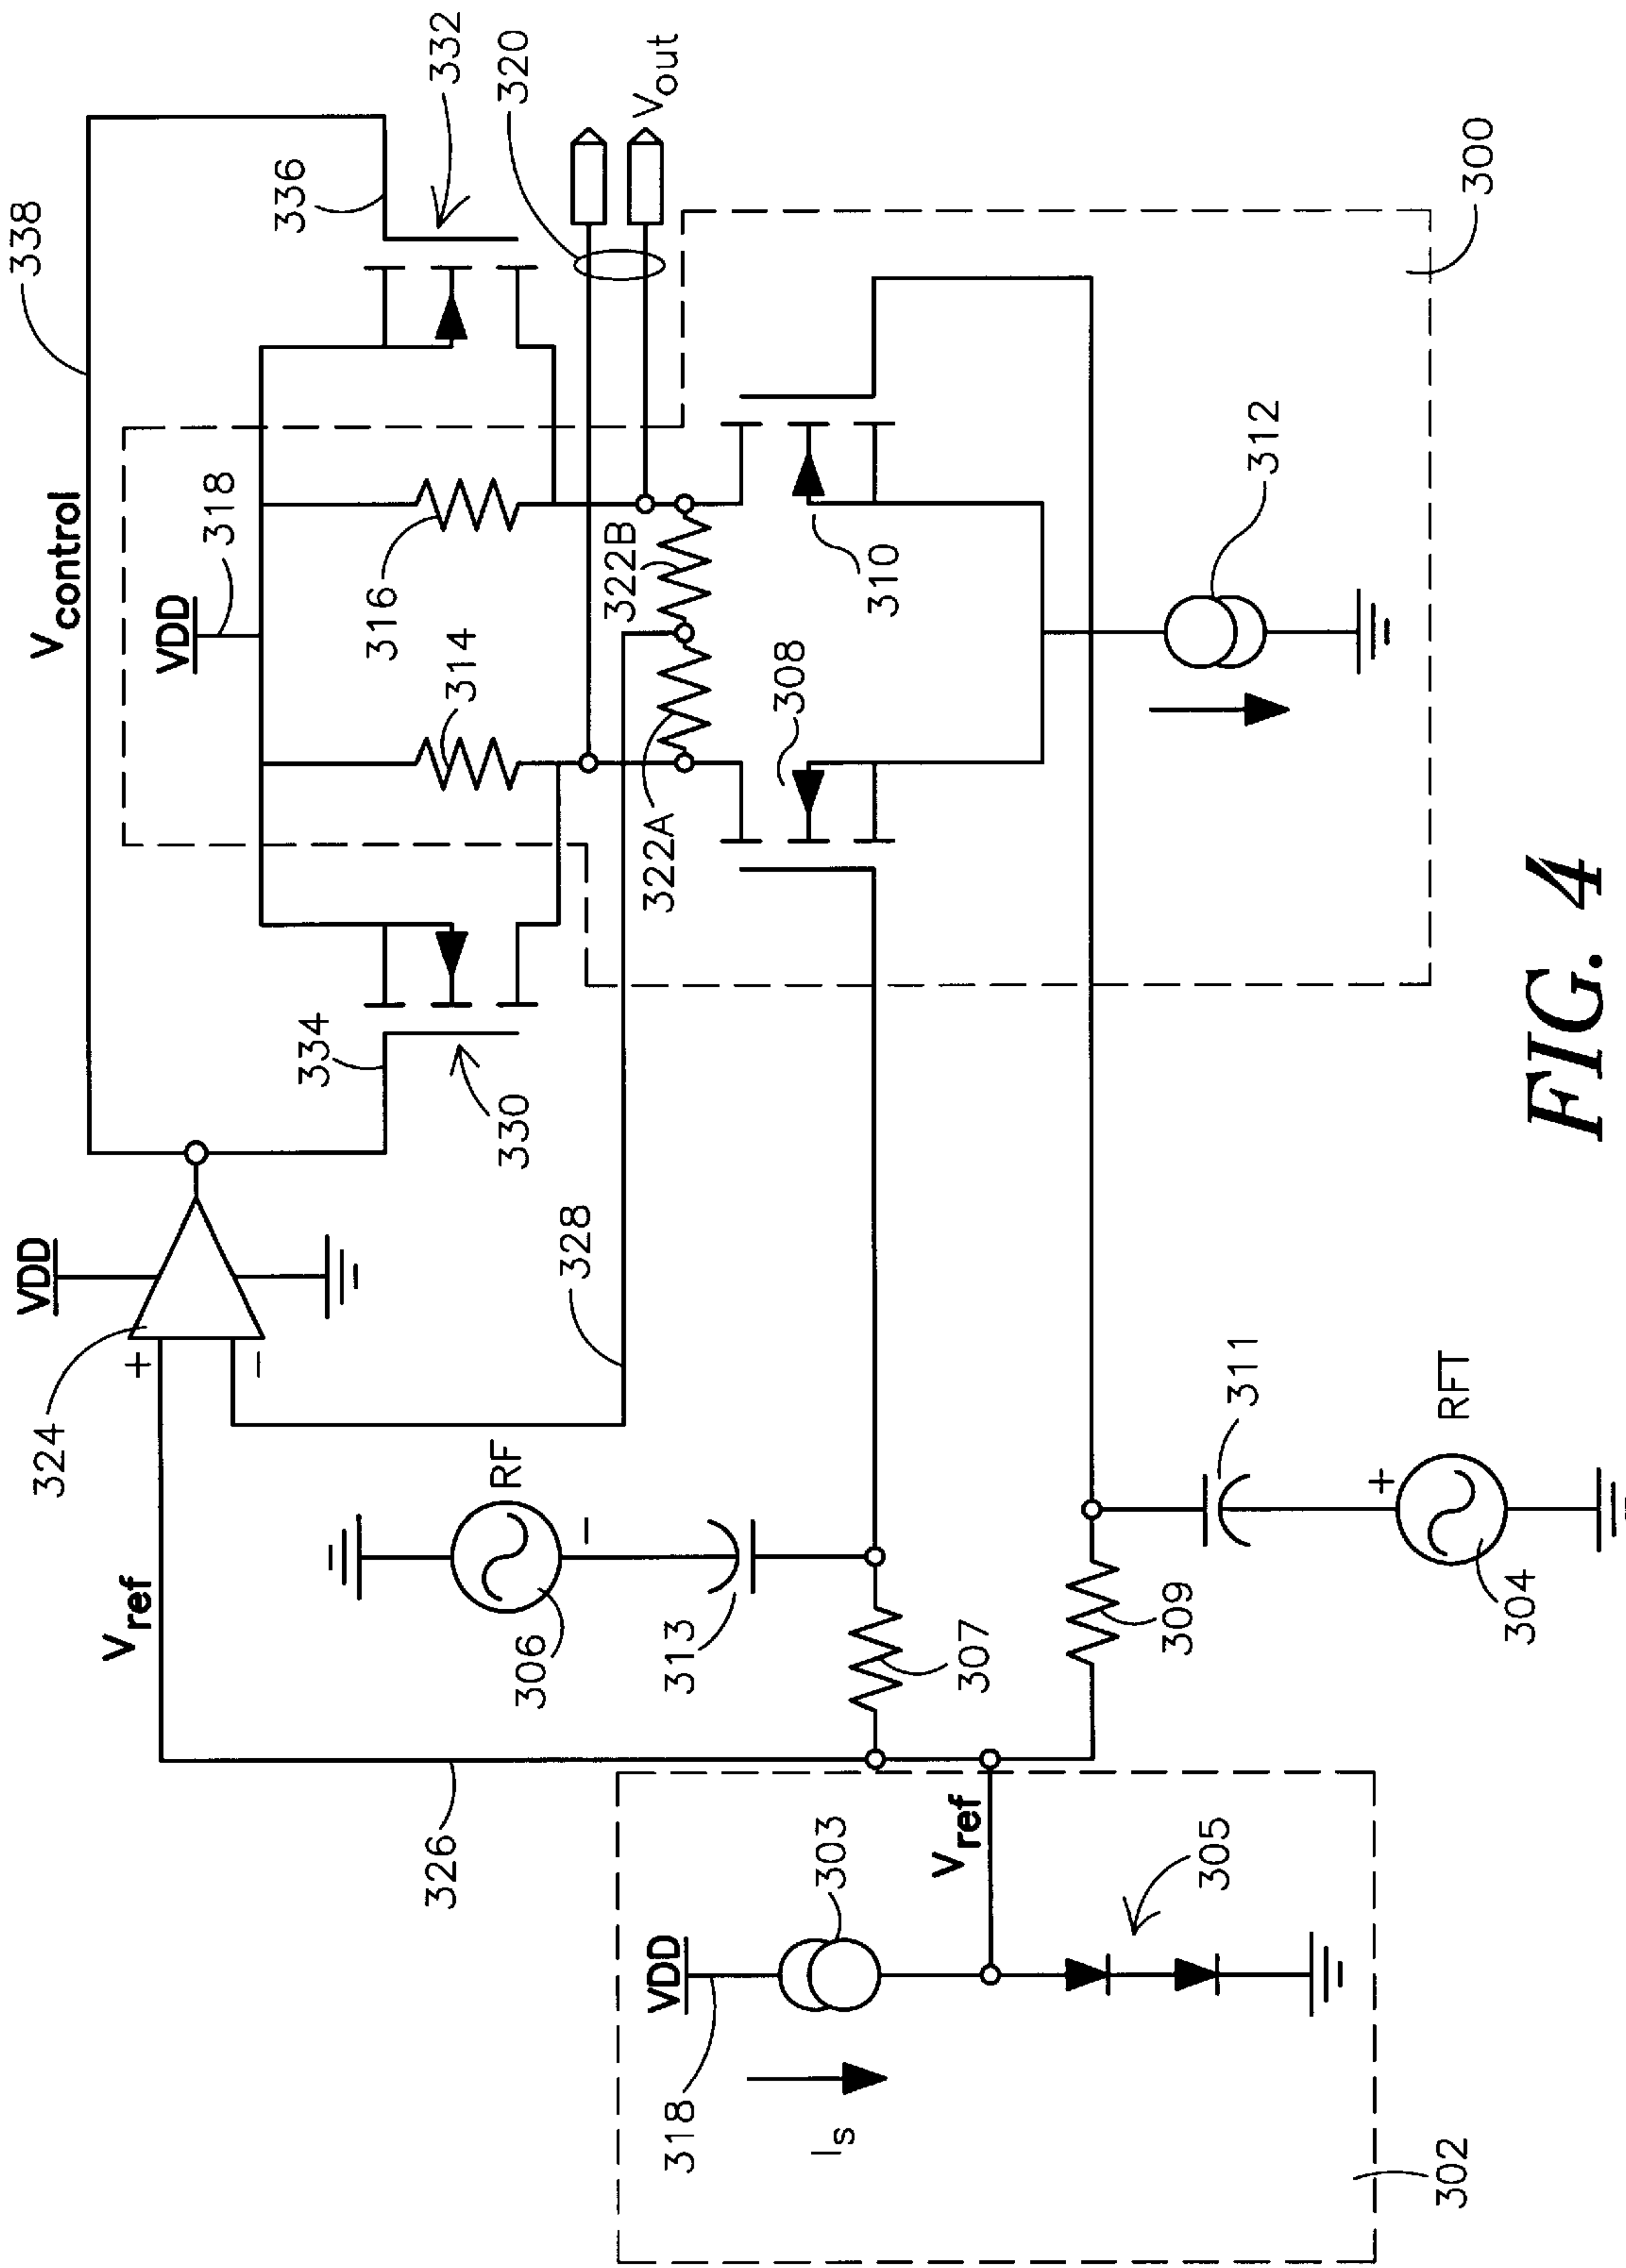 338
Vcontrol
VDD
318
336
332
320
Vout
316
314
322B
322A
310
308
312
300
334
330
VDD
324
+
−
328
Vref
RF
306
−
313
307
326
309
311
RFT
+
304
VDD
318
303
Vref
305
Is
302
FIG. 4